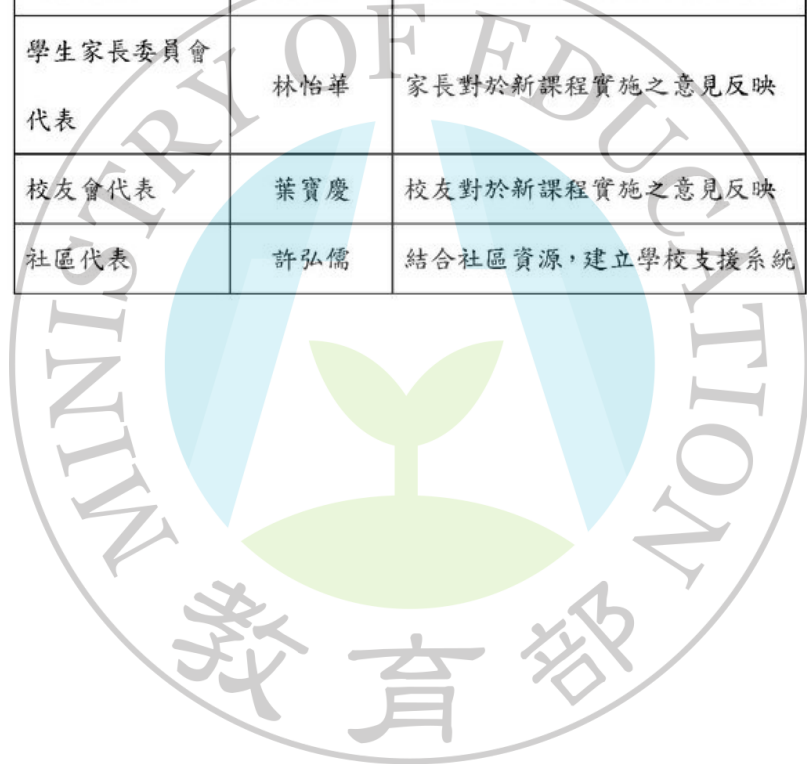 學生家長委員會
代表
林怡華
家長對於新課程實施之意見反映
校友會代表
葉寶慶
校友對於新課程實施之意見反映
社區代表
許弘儒
結合社區資源，建立學校支援系統
MINISTRY OF EDUCATION
教育部